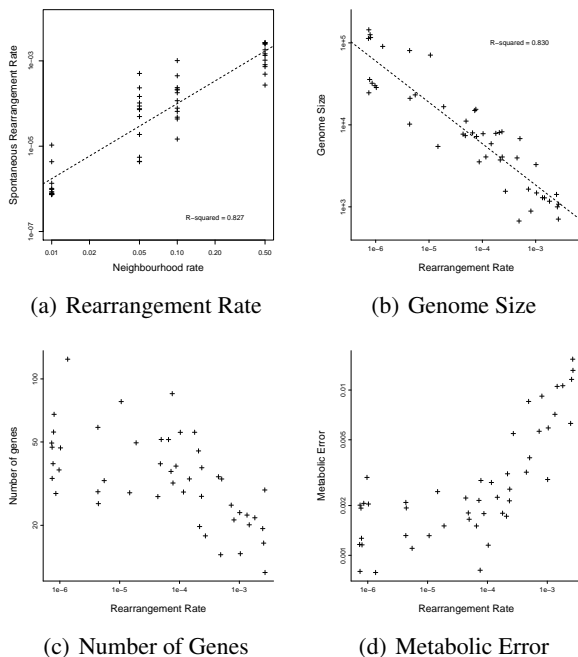 Spontaneous Rearrangement Rate
1e-03
1e-05
1e-07
R-squared = 0.827
0.01
0.02
0.05
0.10
0.20
0.50
Neighbourhood rate
(a) Rearrangement Rate
Genome Size
1e+5
1e+4
1e+3
R-squared = 0.830
1e-6
1e-5
1e-4
1e-3
Rearrangement Rate
(b) Genome Size
Number of genes
100
50
20
1e-6
1e-5
1e-4
1e-3
Rearrangement Rate
(c) Number of Genes
Metabolic Error
0.01
0.005
0.002
0.001
1e-6
1e-5
1e-4
1e-3
Rearrangement Rate
(d) Metabolic Error